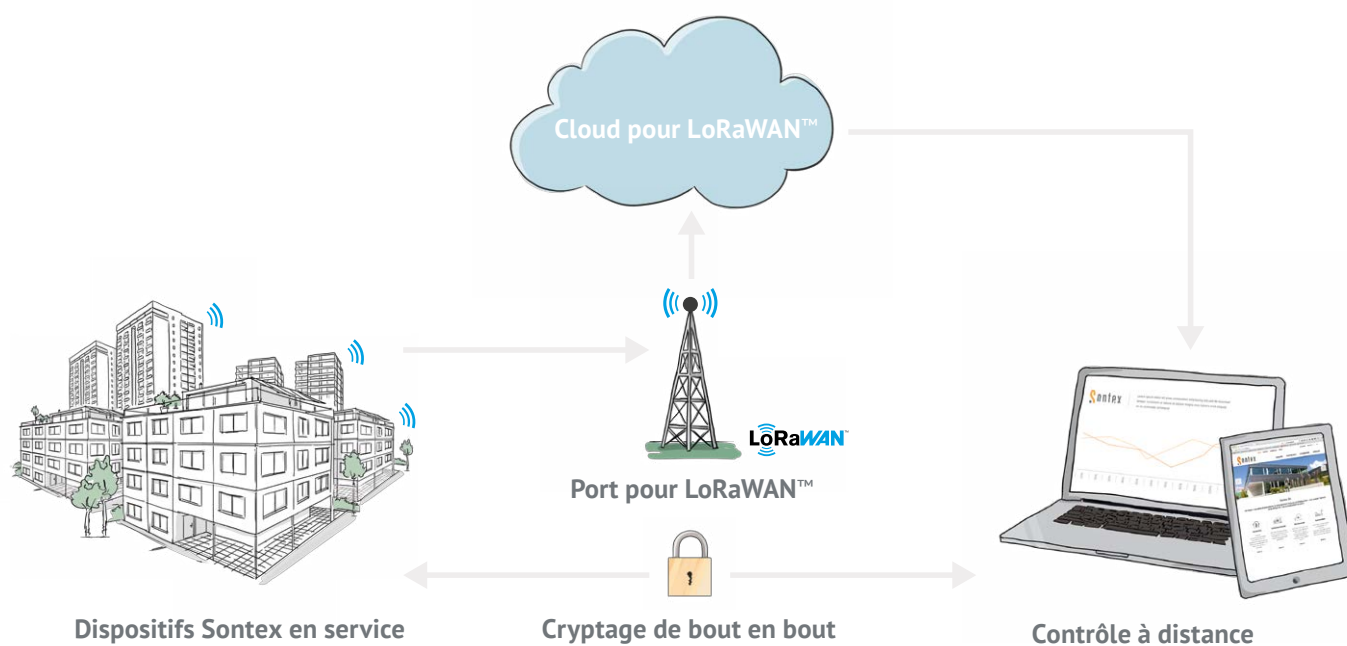 Cloud pour LoRaWAN™
LoRaWAN™
Port pour LoRaWAN™
Sontex
Sontex
Dispositifs Sontex en service
Cryptage de bout en bout
Contrôle à distance